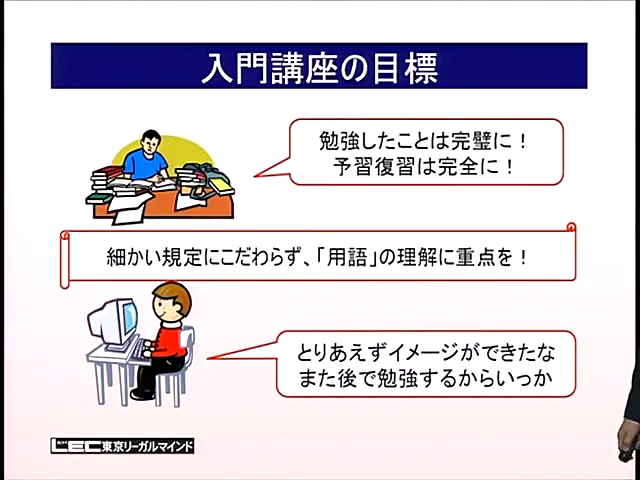 入門講座の目標
勉強したことは完璧に！
予習復習は完全に！
細かい規定にこだわらず、「用語」の理解に重点を！
とりあえずイメージができたな
また後で勉強するからいっか
LEC東京リーガルマインド